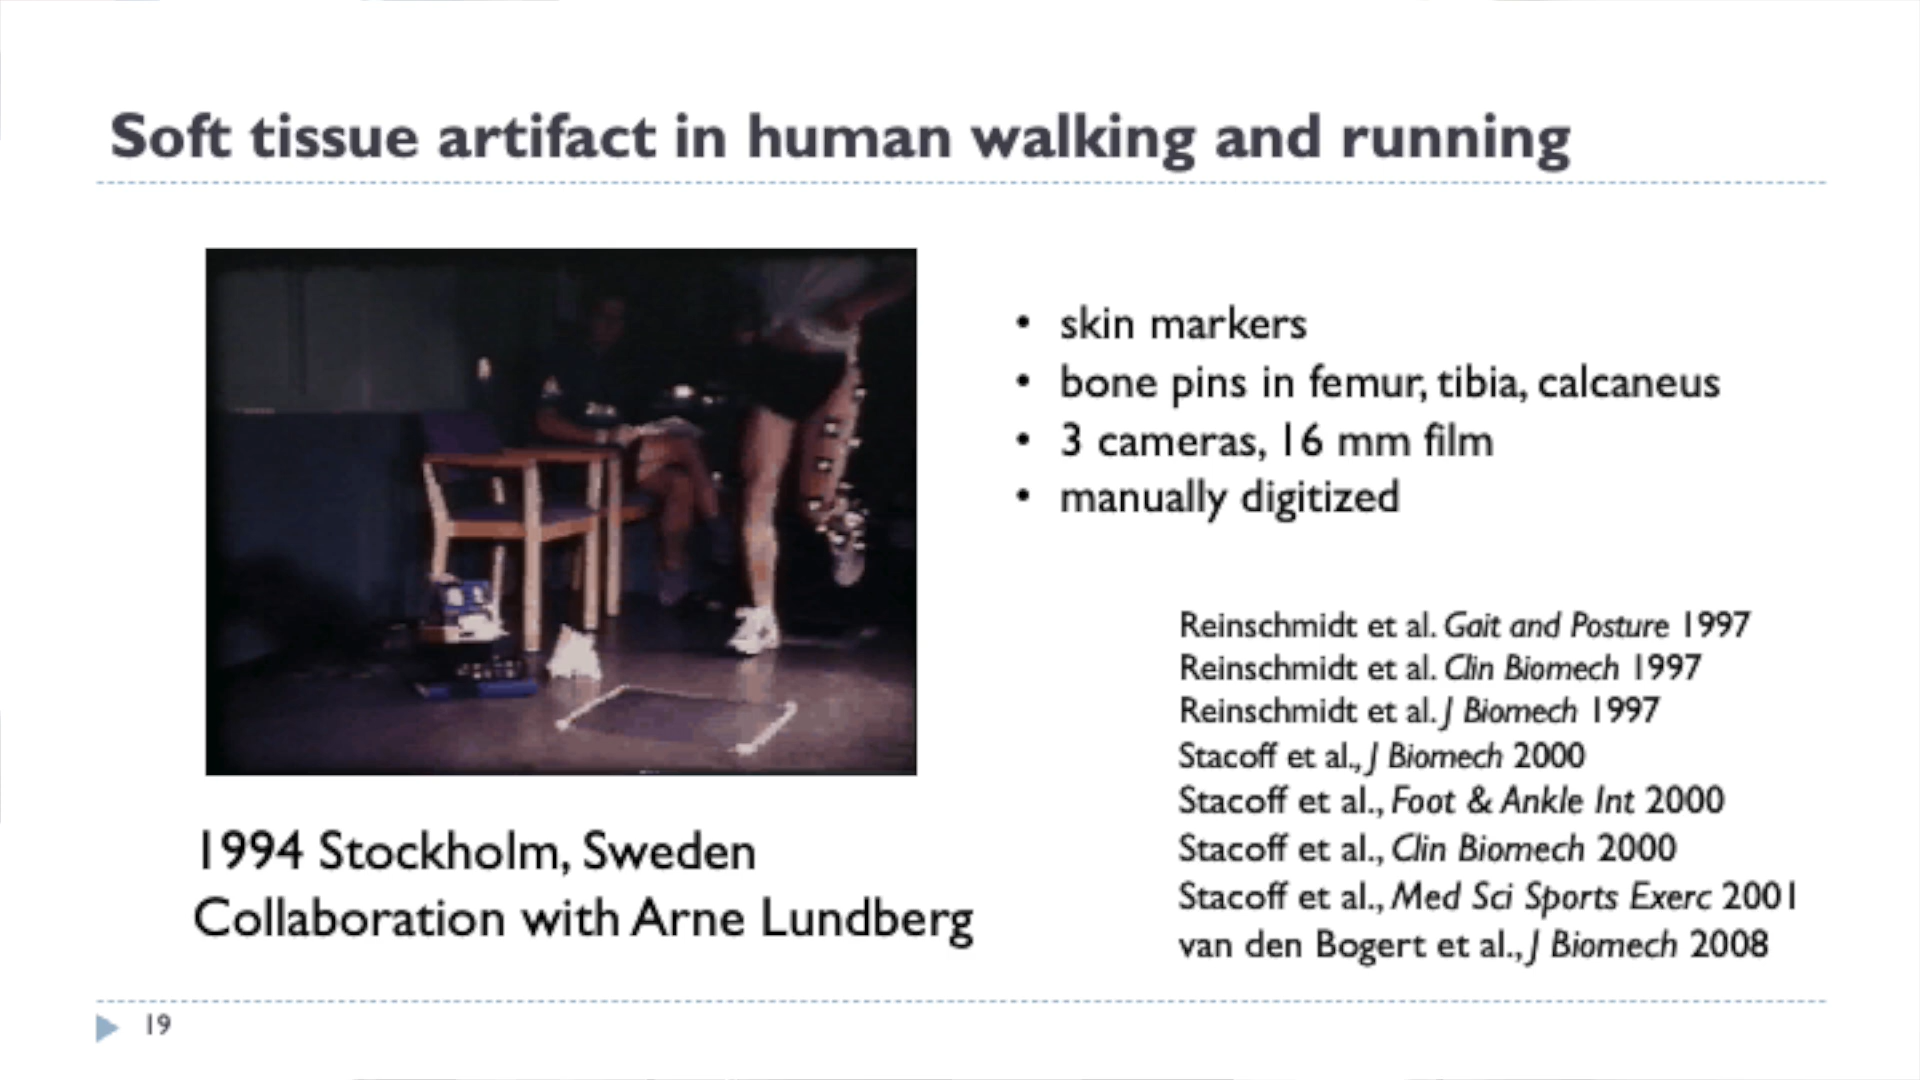 Soft tissue artifact in human walking and running
• skin markers
• bone pins in femur, tibia, calcaneus
• 3 cameras, 16 mm film
• manually digitized
Reinschmidt et al. Gait and Posture 1997
Reinschmidt et al. Clin Biomech 1997
Reinschmidt et al. J Biomech 1997
Stacoff et al., J Biomech 2000
Stacoff et al., Foot & Ankle Int 2000
Stacoff et al., Clin Biomech 2000
Stacoff et al., Med Sci Sports Exerc 2001
van den Bogert et al., J Biomech 2008
1994 Stockholm, Sweden
Collaboration with Arne Lundberg
19